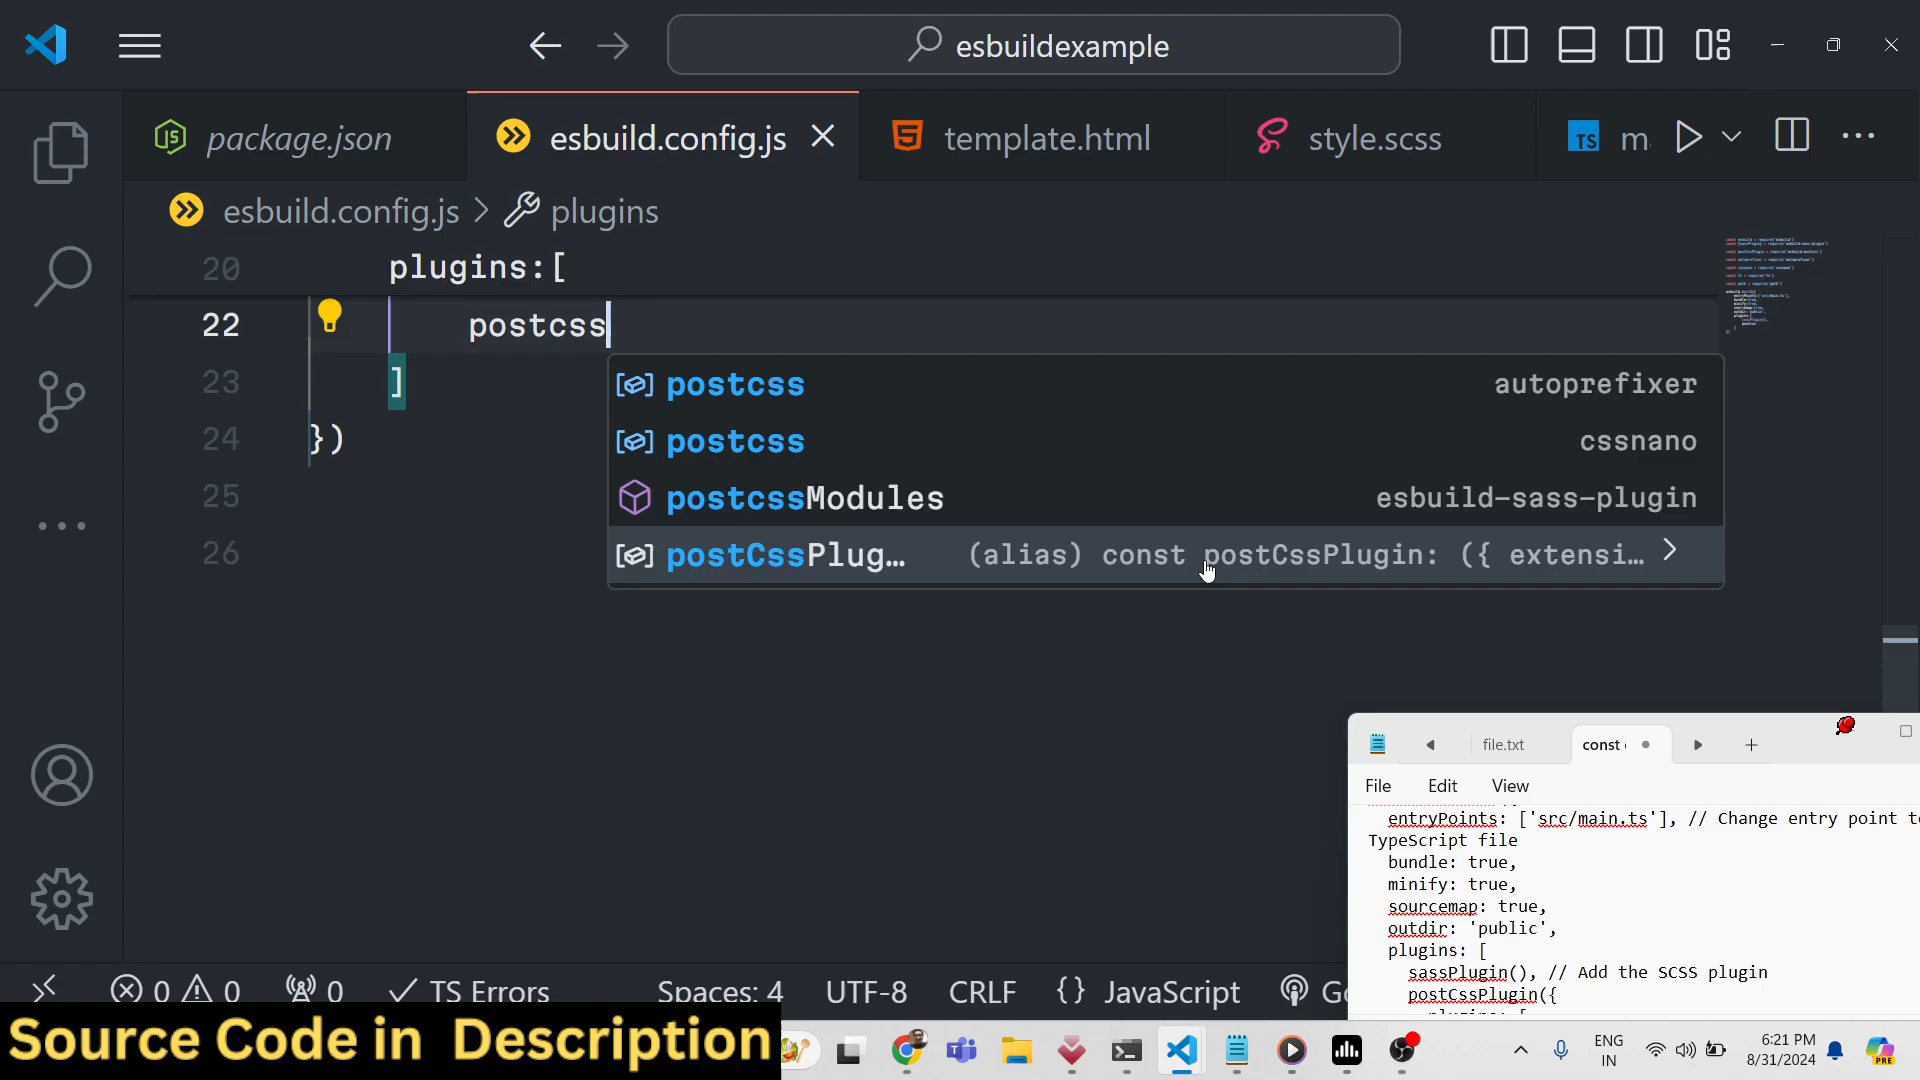 esbuildexample
package.json
esbuild.config.js
template.html
style.scss
TS m
esbuild.config.js > plugins
20 plugins:[
22 postcss
23 ]
24 })
25
26
postcss autoprefixer
postcss cssnano
postcssModules esbuild-sass-plugin
postCssPlug… (alias) const postCssPlugin: ({ extensi…
file.txt
const
File Edit View
entryPoints: ['src/main.ts'], // Change entry point to
TypeScript file
bundle: true,
minify: true,
sourcemap: true,
outdir: 'public',
plugins: [
sassPlugin(), // Add the SCSS plugin
postCssPlugin({
0 0 0 TS Errors Spaces: 4 UTF-8 CRLF {} JavaScript
Source Code in Description
ENG
IN
6:21 PM
8/31/2024
PRE